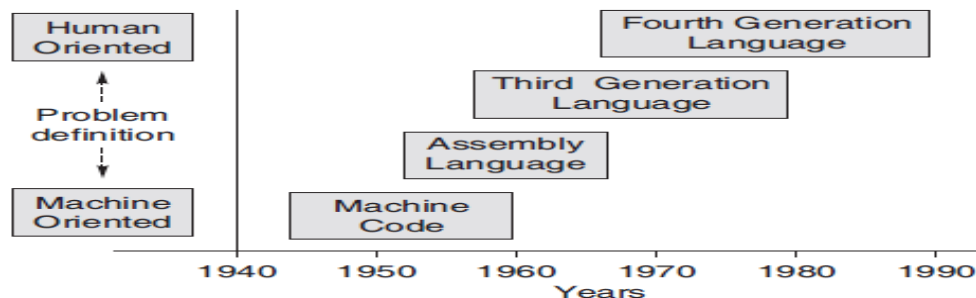 Human
Oriented
Fourth Generation
Language
Third Generation
Language
Problem
definition
Assembly
Language
Machine
Oriented
Machine
Code
1940 1950 1960 1970 1980 1990
Years